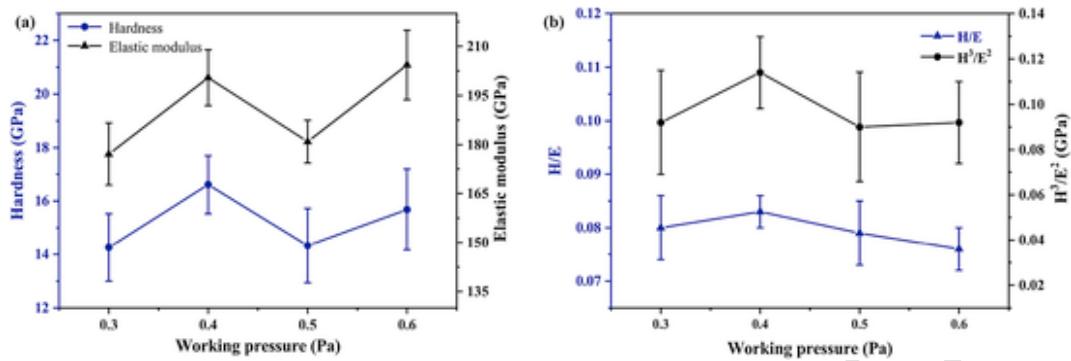 (a)
Hardness
Elastic modulus
22
20
18
16
14
12
Hardness (GPa)
210
195
180
165
150
135
Elastic modulus (GPa)
0.3 0.4 0.5 0.6
Working pressure (Pa)
(b)
H/E
H³/E²
0.12
0.11
0.10
0.09
0.08
0.07
H/E
0.14
0.12
0.10
0.08
0.06
0.04
0.02
H³/E² (GPa)
0.3 0.4 0.5 0.6
Working pressure (Pa)